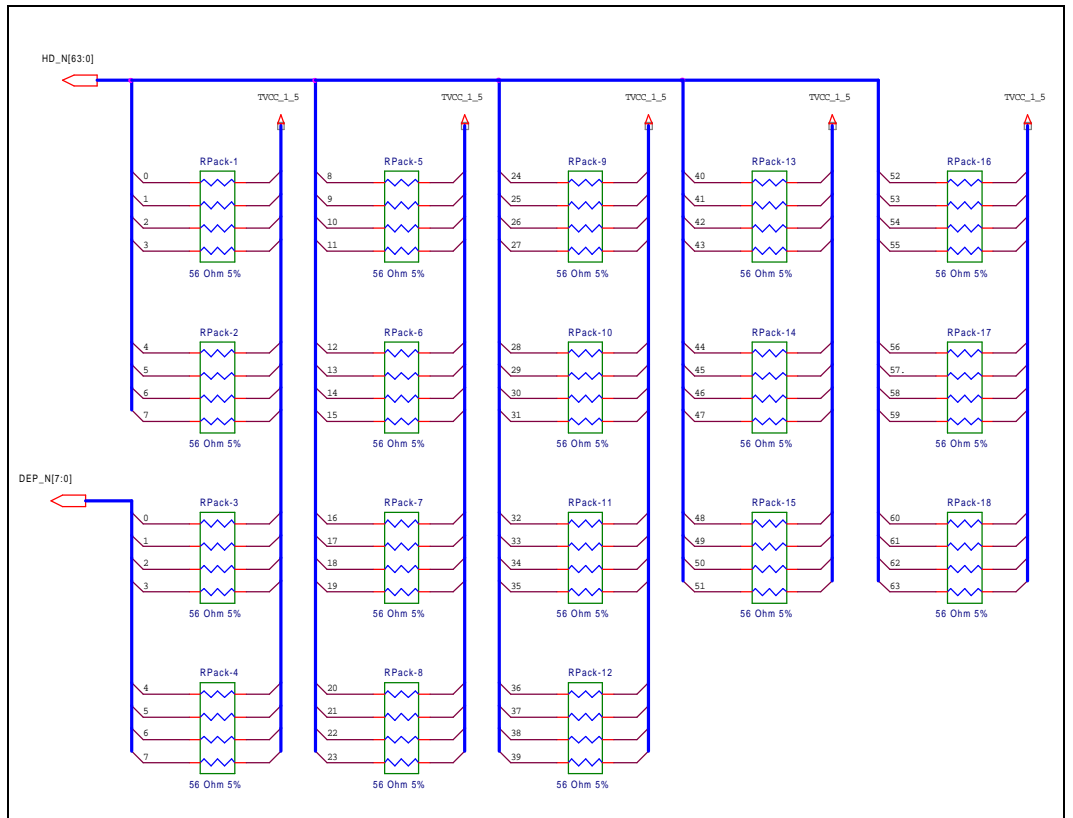 HD_N[63:0]
TVCC_1_5 TVCC_1_5 TVCC_1_5 TVCC_1_5 TVCC_1_5
RPack-1 RPack-5 RPack-9 RPack-13 RPack-16
0 8 24 40 52
1 9 25 41 53
2 10 26 42 54
3 11 27 43 55
56 Ohm 5% 56 Ohm 5% 56 Ohm 5% 56 Ohm 5% 56 Ohm 5%
RPack-2 RPack-6 RPack-10 RPack-14 RPack-17
4 12 28 44 56
5 13 29 45 57.
6 14 30 46 58
7 15 31 47 59
56 Ohm 5% 56 Ohm 5% 56 Ohm 5% 56 Ohm 5% 56 Ohm 5%
DEP_N[7:0]
RPack-3 RPack-7 RPack-11 RPack-15 RPack-18
0 16 32 48 60
1 17 33 49 61
2 18 34 50 62
3 19 35 51 63
56 Ohm 5% 56 Ohm 5% 56 Ohm 5% 56 Ohm 5% 56 Ohm 5%
RPack-4 RPack-8 RPack-12
4 20 36
5 21 37
6 22 38
7 23 39
56 Ohm 5% 56 Ohm 5% 56 Ohm 5%